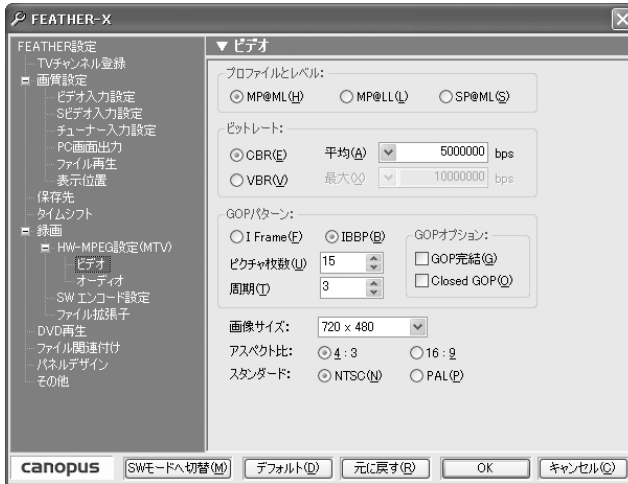 FEATHER-X
FEATHER設定
TVチャンネル登録
画質設定
ビデオ入力設定
Sビデオ入力設定
チューナー入力設定
PC画面出力
ファイル再生
表示位置
保存先
タイムシフト
録画
HW-MPEG設定(MTV)
ビデオ
オーディオ
SW エンコード設定
ファイル拡張子
DVD再生
ファイル関連付け
パネルデザイン
その他
▼ ビデオ
プロファイルとレベル:
MP@ML(H) MP@LL(L) SP@ML(S)
ビットレート:
CBR(E) 平均(A) 5000000 bps
VBR(V) 最大(X) 10000000 bps
GOPパターン:
I Frame(F) IBBP(B)
ピクチャ枚数(U) 15
周期(T) 3
GOPオプション:
GOP完結(G)
Closed GOP(O)
画像サイズ: 720 x 480
アスペクト比: 4 : 3 16 : 9
スタンダード: NTSC(N) PAL(P)
canopus SWモードへ切替(M) デフォルト(D) 元に戻す(R) OK キャンセル(C)